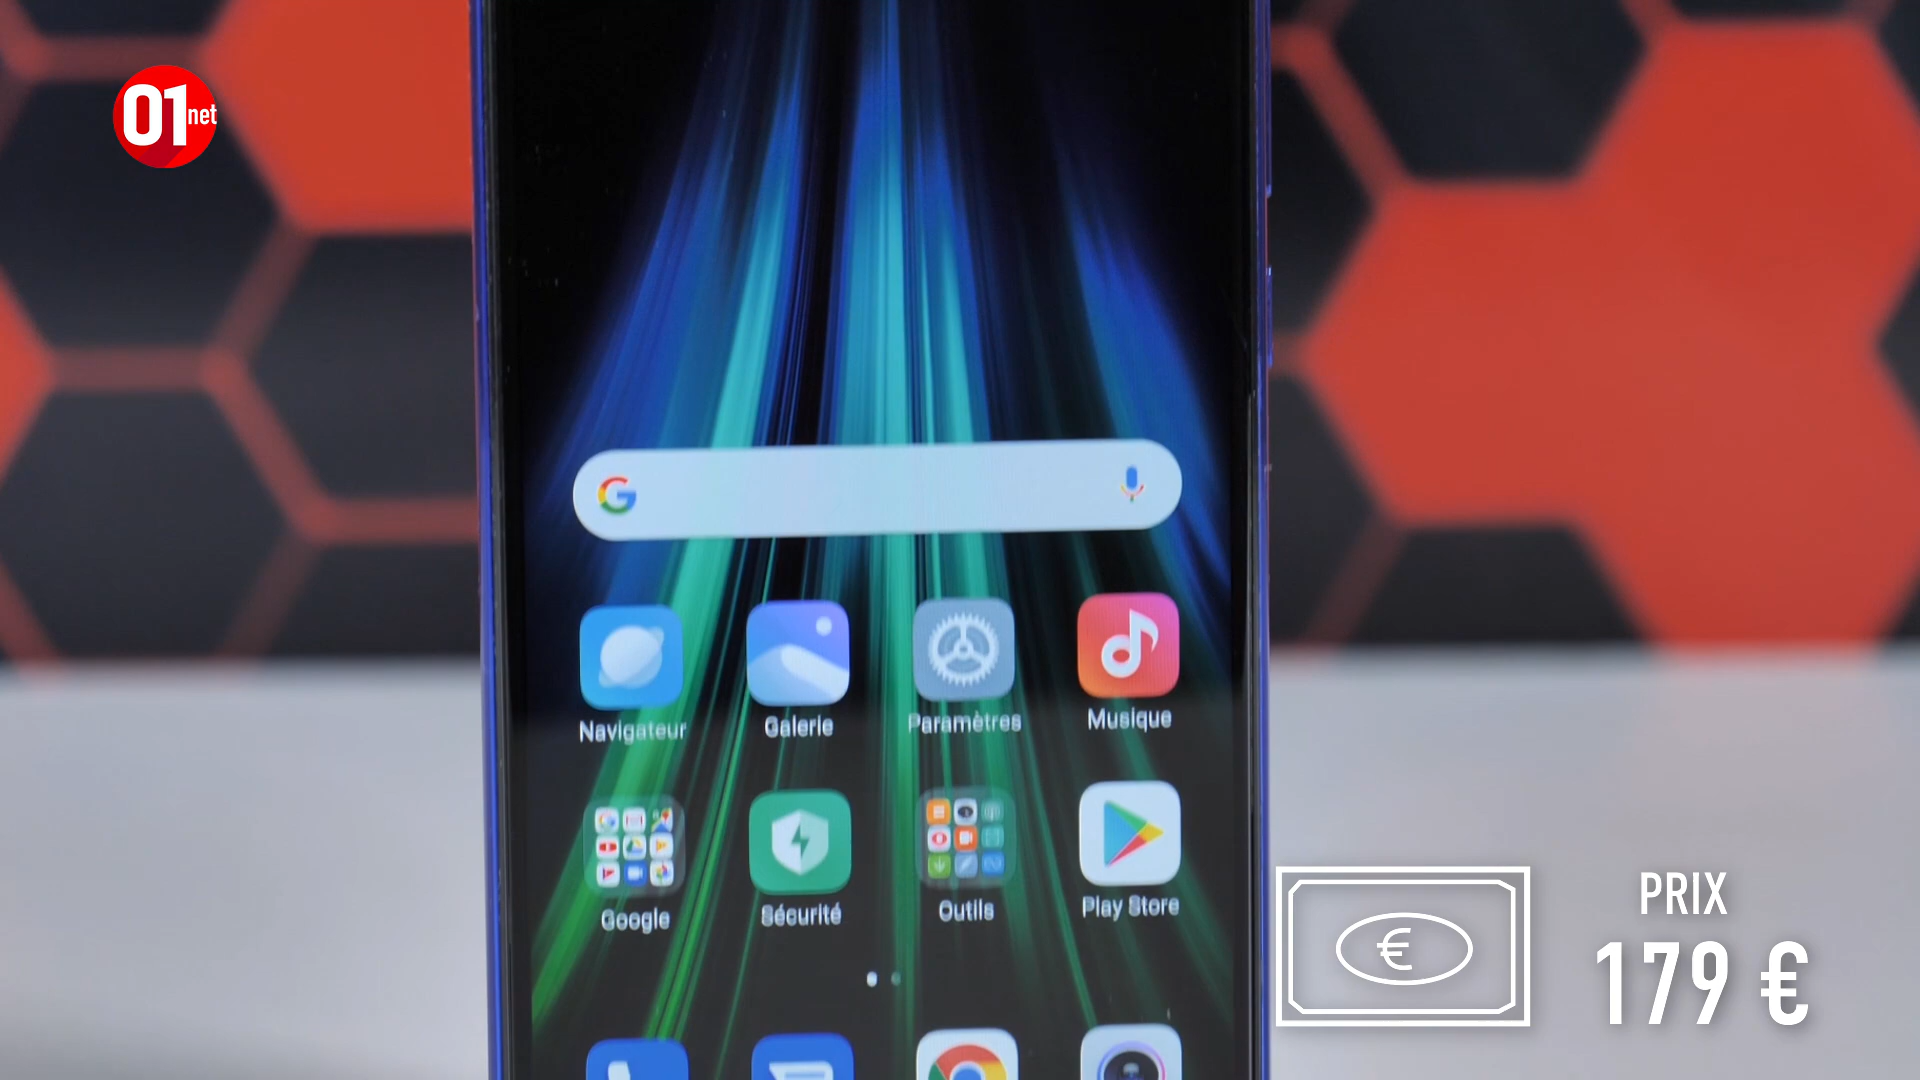 01net
Navigateur
Galerie
Paramètres
Musique
Google
Sécurité
Outils
Play Store
PRIX
179 €